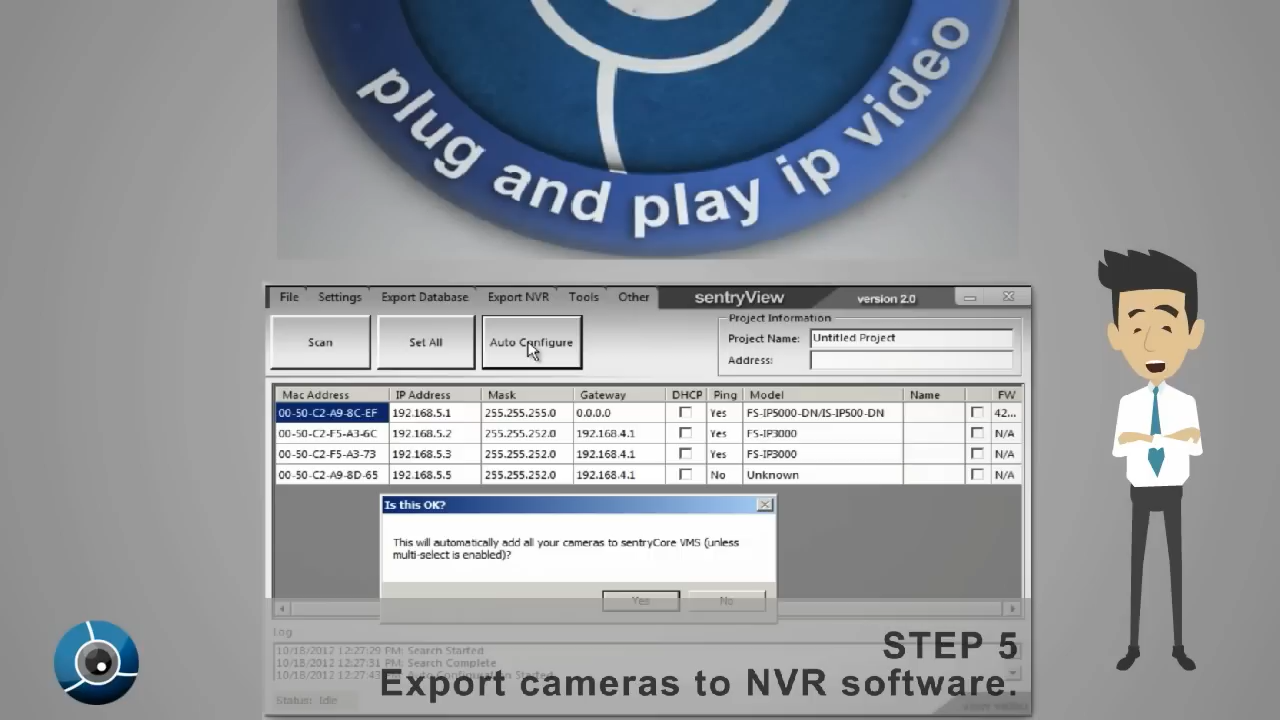 plug and play ip video
File Settings Export Database Export NVR Tools Other sentryView version 2.0
Scan Set All Auto Configure
Project Information
Project Name: Untitled Project
Address:
Mac Address IP Address Mask Gateway DHCP Ping Model Name FW
00-50-C2-A9-8C-EF 192.168.5.1 255.255.255.0 0.0.0.0 Yes FS-IP5000-DN/IS-IP500-DN 42...
00-50-C2-F5-A3-6C 192.168.5.2 255.255.252.0 192.168.4.1 Yes FS-IP3000 N/A
00-50-C2-F5-A3-73 192.168.5.3 255.255.252.0 192.168.4.1 Yes FS-IP3000 N/A
00-50-C2-A9-8D-65 192.168.5.5 255.255.252.0 192.168.4.1 No Unknown N/A
Is this OK?
This will automatically add all your cameras to sentryCore VMS (unless
multi-select is enabled)?
Yes No
Log
10/18/2012 12:27:29 PM: Search Started
10/18/2012 12:27:31 PM: Search Complete
Status: Idle
STEP 5
Export cameras to NVR software.